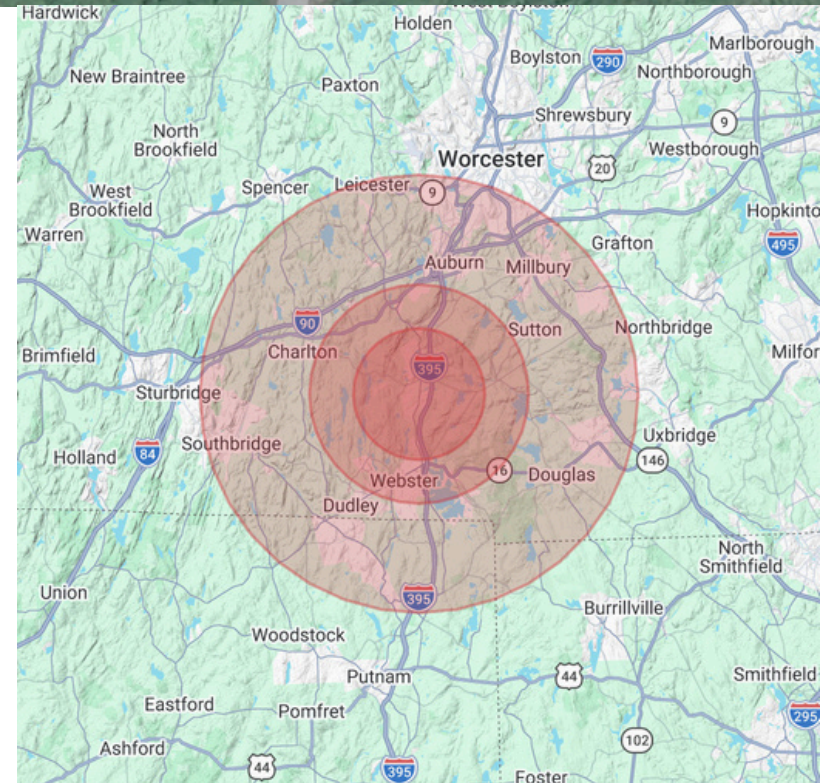 West Boylston
Hardwick
Holden
Marlborough
Boylston
290
Northborough
New Braintree
Paxton
Shrewsbury
9
North
Brookfield
Westborough
Worcester
20
Spencer
Leicester
9
West
Brookfield
Hopkinto
Warren
495
Grafton
Auburn
Millbury
90
Sutton
Northbridge
Charlton
Brimfield
Milfor
395
Sturbridge
Southbridge
Uxbridge
84
Holland
146
16
Webster
Douglas
Dudley
North
Smithfield
Union
395
Burrillville
Woodstock
Putnam
44
Smithfield
Eastford
Pomfret
295
Ashford
102
44
395
Foster